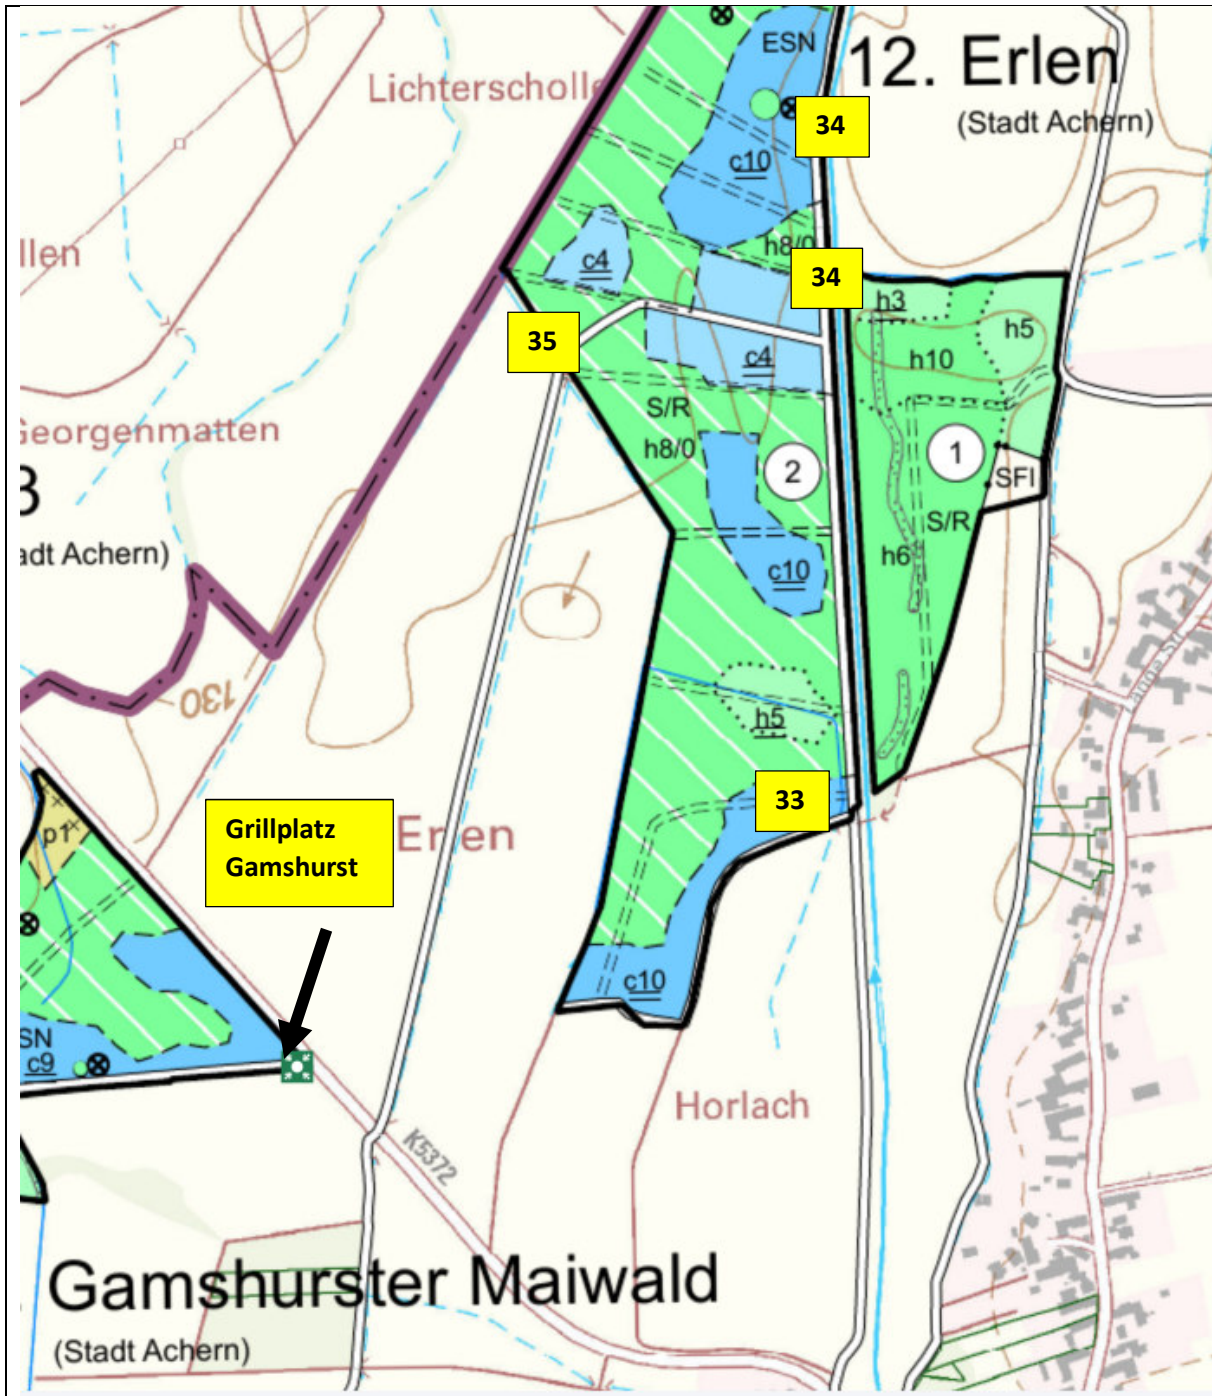 ESN
12. Erlen
(Stadt Achern)
Lichterscholle
34
c10
h8/0
llen
c4
34
h3
h5
35
h10
c4
S/R
Georgenmatten
h8/0
2
1
SFI
3
S/R
adt Achern)
h6
c10
130
h5
Lange Str
33
p1
Grillplatz
Gamshurst
Erlen
c10
SN
c9
Horlach
K5372
Gamshurster Maiwald
(Stadt Achern)